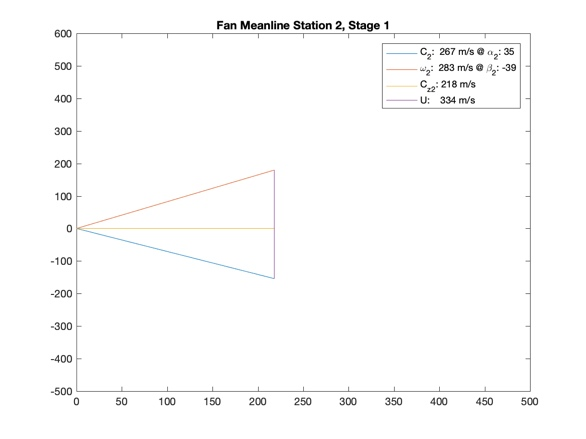 Fan Meanline Station 2, Stage 1
600
500
400
300
200
100
0
-100
-200
-300
-400
-500
0 50 100 150 200 250 300 350 400 450 500
C₂: 267 m/s @ α₂: 35
ω₂: 283 m/s @ β₂: -39
C_z2: 218 m/s
U: 334 m/s